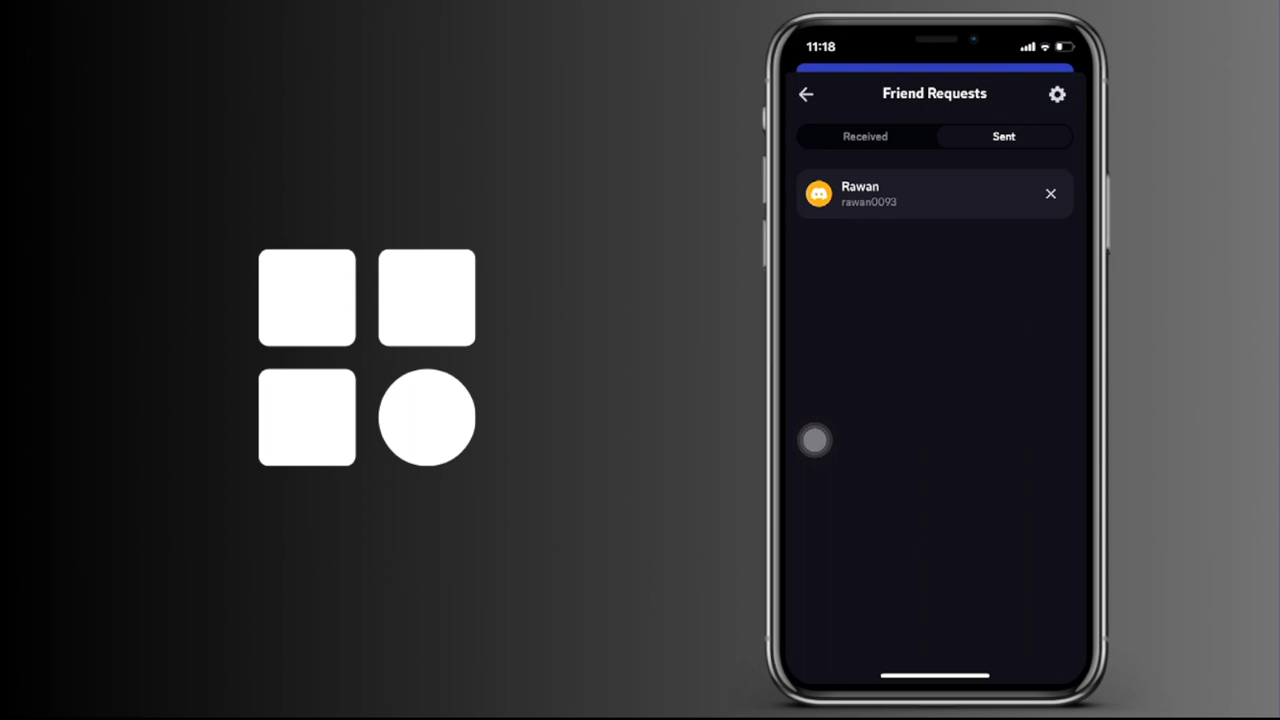 11:18
Friend Requests
Received
Sent
Rawan
rawan0093